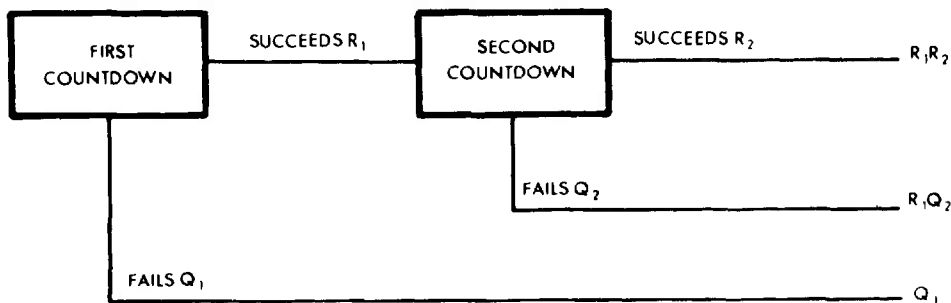 FIRST
COUNTDOWN
SUCCEEDS R₁
SECOND
COUNTDOWN
SUCCEEDS R₂
R₁R₂
FAILS Q₂
R₁Q₂
FAILS Q₁
Q₁